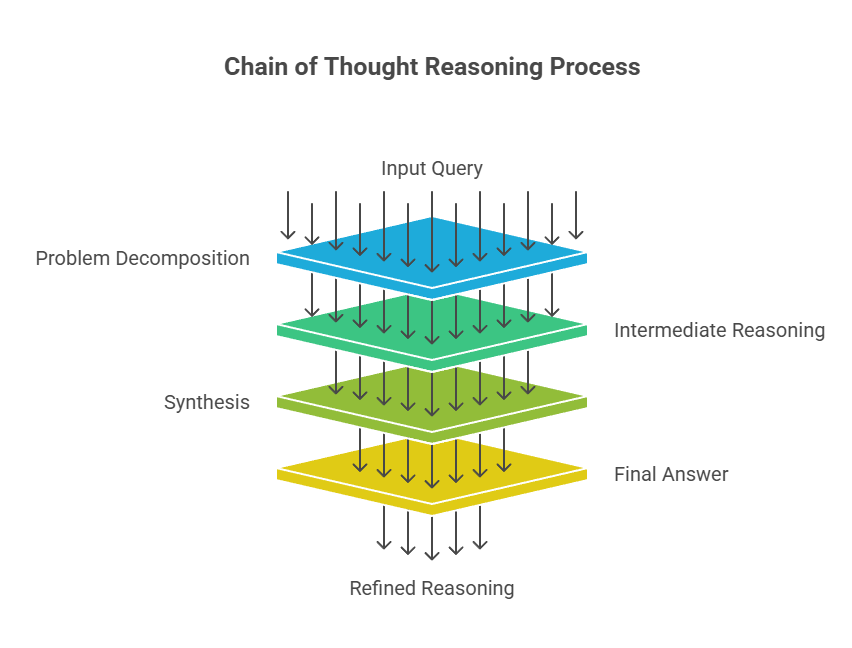 Chain of Thought Reasoning Process
Input Query
Problem Decomposition
Intermediate Reasoning
Synthesis
Final Answer
Refined Reasoning